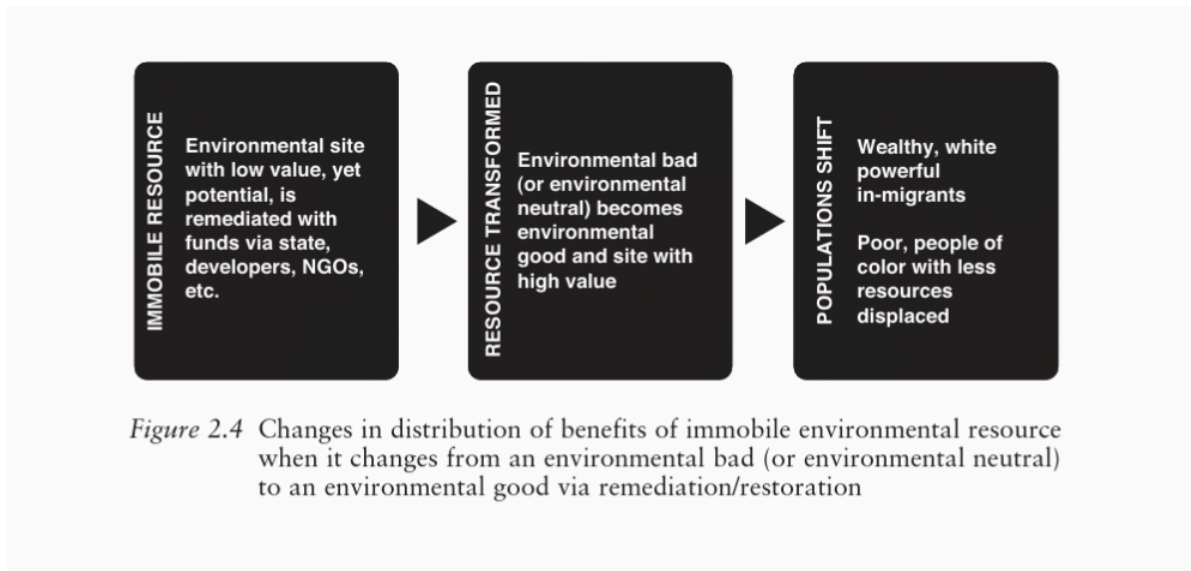 IMMOBILE RESOURCE
Environmental site
with low value, yet
potential, is
remediated with
funds via state,
developers, NGOs,
etc.
RESOURCE TRANSFORMED
Environmental bad
(or environmental
neutral) becomes
environmental
good and site with
high value
POPULATIONS SHIFT
Wealthy, white
powerful
in-migrants
Poor, people of
color with less
resources
displaced
Figure 2.4 Changes in distribution of benefits of immobile environmental resource
when it changes from an environmental bad (or environmental neutral)
to an environmental good via remediation/restoration